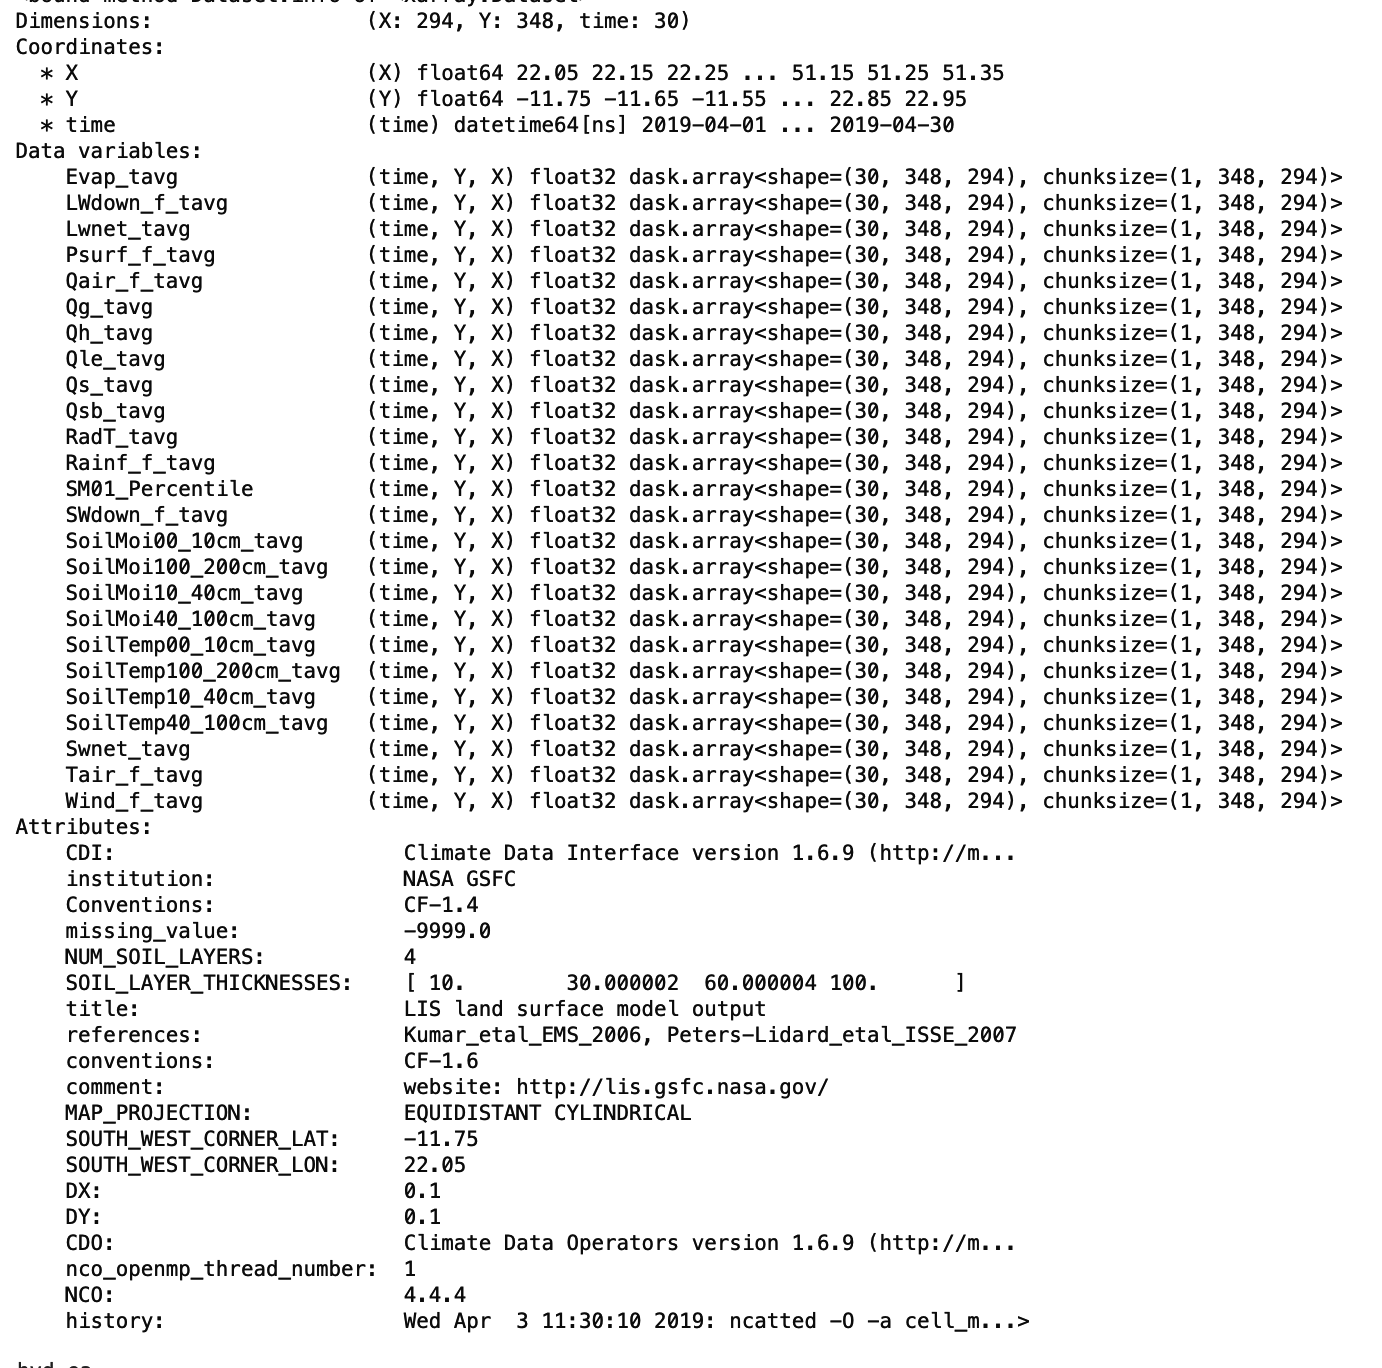 Dimensions:                 (X: 294, Y: 348, time: 30)
Coordinates:
  * X                       (X) float64 22.05 22.15 22.25 ... 51.15 51.25 51.35
  * Y                       (Y) float64 -11.75 -11.65 -11.55 ... 22.85 22.95
  * time                    (time) datetime64[ns] 2019-04-01 ... 2019-04-30
Data variables:
    Evap_tavg               (time, Y, X) float32 dask.array<shape=(30, 348, 294), chunksize=(1, 348, 294)>
    LWdown_f_tavg           (time, Y, X) float32 dask.array<shape=(30, 348, 294), chunksize=(1, 348, 294)>
    Lwnet_tavg              (time, Y, X) float32 dask.array<shape=(30, 348, 294), chunksize=(1, 348, 294)>
    Psurf_f_tavg            (time, Y, X) float32 dask.array<shape=(30, 348, 294), chunksize=(1, 348, 294)>
    Qair_f_tavg             (time, Y, X) float32 dask.array<shape=(30, 348, 294), chunksize=(1, 348, 294)>
    Qg_tavg                 (time, Y, X) float32 dask.array<shape=(30, 348, 294), chunksize=(1, 348, 294)>
    Qh_tavg                 (time, Y, X) float32 dask.array<shape=(30, 348, 294), chunksize=(1, 348, 294)>
    Qle_tavg                (time, Y, X) float32 dask.array<shape=(30, 348, 294), chunksize=(1, 348, 294)>
    Qs_tavg                 (time, Y, X) float32 dask.array<shape=(30, 348, 294), chunksize=(1, 348, 294)>
    Qsb_tavg                (time, Y, X) float32 dask.array<shape=(30, 348, 294), chunksize=(1, 348, 294)>
    RadT_tavg               (time, Y, X) float32 dask.array<shape=(30, 348, 294), chunksize=(1, 348, 294)>
    Rainf_f_tavg            (time, Y, X) float32 dask.array<shape=(30, 348, 294), chunksize=(1, 348, 294)>
    SM01_Percentile         (time, Y, X) float32 dask.array<shape=(30, 348, 294), chunksize=(1, 348, 294)>
    SWdown_f_tavg           (time, Y, X) float32 dask.array<shape=(30, 348, 294), chunksize=(1, 348, 294)>
    SoilMoi00_10cm_tavg     (time, Y, X) float32 dask.array<shape=(30, 348, 294), chunksize=(1, 348, 294)>
    SoilMoi100_200cm_tavg   (time, Y, X) float32 dask.array<shape=(30, 348, 294), chunksize=(1, 348, 294)>
    SoilMoi10_40cm_tavg     (time, Y, X) float32 dask.array<shape=(30, 348, 294), chunksize=(1, 348, 294)>
    SoilMoi40_100cm_tavg    (time, Y, X) float32 dask.array<shape=(30, 348, 294), chunksize=(1, 348, 294)>
    SoilTemp00_10cm_tavg    (time, Y, X) float32 dask.array<shape=(30, 348, 294), chunksize=(1, 348, 294)>
    SoilTemp100_200cm_tavg  (time, Y, X) float32 dask.array<shape=(30, 348, 294), chunksize=(1, 348, 294)>
    SoilTemp10_40cm_tavg    (time, Y, X) float32 dask.array<shape=(30, 348, 294), chunksize=(1, 348, 294)>
    SoilTemp40_100cm_tavg   (time, Y, X) float32 dask.array<shape=(30, 348, 294), chunksize=(1, 348, 294)>
    Swnet_tavg              (time, Y, X) float32 dask.array<shape=(30, 348, 294), chunksize=(1, 348, 294)>
    Tair_f_tavg             (time, Y, X) float32 dask.array<shape=(30, 348, 294), chunksize=(1, 348, 294)>
    Wind_f_tavg             (time, Y, X) float32 dask.array<shape=(30, 348, 294), chunksize=(1, 348, 294)>
Attributes:
    CDI:                       Climate Data Interface version 1.6.9 (http://m...
    institution:               NASA GSFC
    Conventions:               CF-1.4
    missing_value:             -9999.0
    NUM_SOIL_LAYERS:           4
    SOIL_LAYER_THICKNESSES:    [ 10.        30.000002  60.000004 100.      ]
    title:                     LIS land surface model output
    references:                Kumar_etal_EMS_2006, Peters-Lidard_etal_ISSE_2007
    conventions:               CF-1.6
    comment:                   website: http://lis.gsfc.nasa.gov/
    MAP_PROJECTION:            EQUIDISTANT CYLINDRICAL
    SOUTH_WEST_CORNER_LAT:     -11.75
    SOUTH_WEST_CORNER_LON:     22.05
    DX:                        0.1
    DY:                        0.1
    CDO:                       Climate Data Operators version 1.6.9 (http://m...
    nco_openmp_thread_number:  1
    NCO:                       4.4.4
    history:                   Wed Apr  3 11:30:10 2019: ncatted -O -a cell_m...>